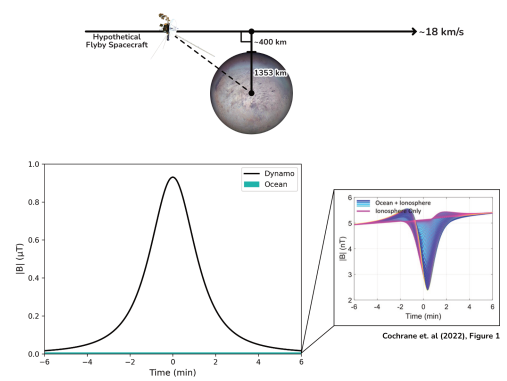 Hypothetical
Flyby Spacecraft
~18 km/s
~400 km
1353 km
1.0
0.8
0.6
0.4
0.2
0.0
|B| (μT)
Dynamo
Ocean
−6
−4
−2
0
2
4
6
Time (min)
6
5
4
3
2
|B| (nT)
Ocean + Ionosphere
Ionosphere Only
-6
-4
-2
0
2
4
6
Time (min)
Cochrane et. al (2022), Figure 1